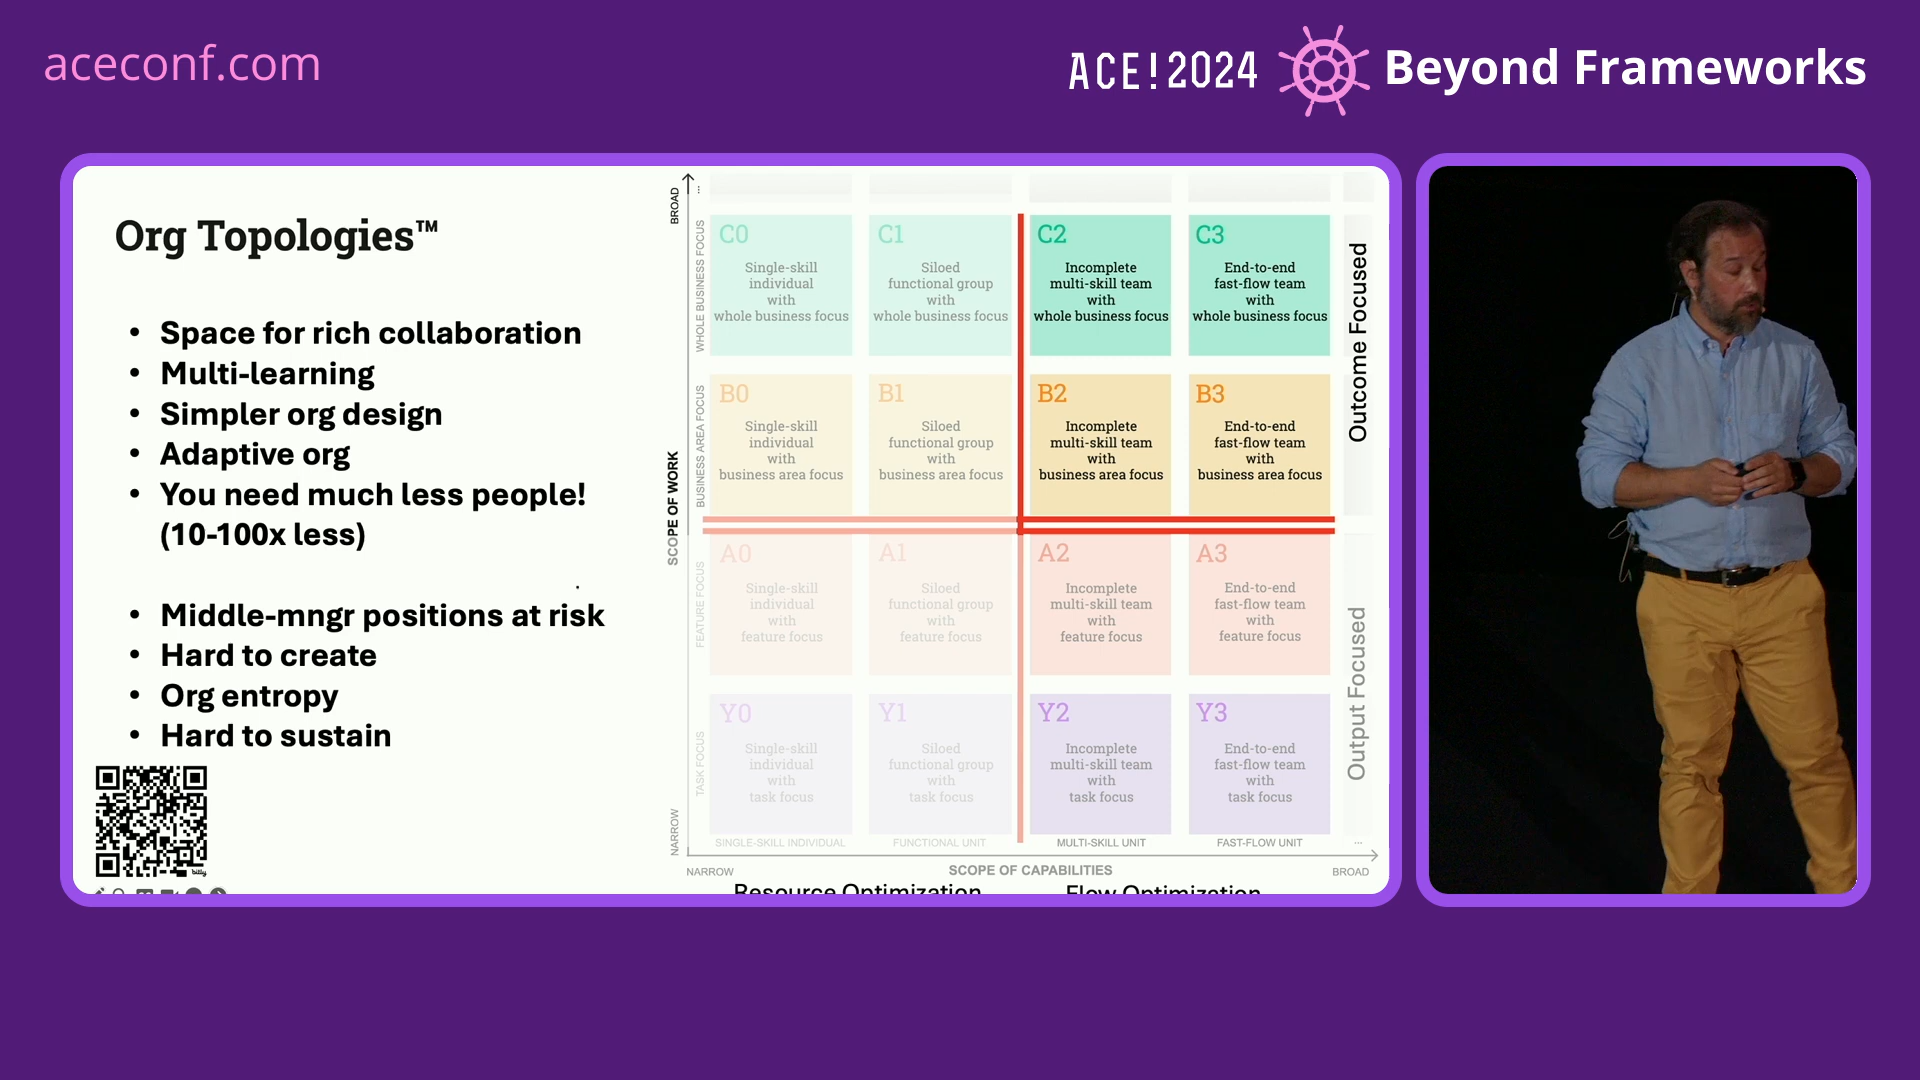 aceconf.com
ACE!2024
Beyond Frameworks
Org Topologies™
• Space for rich collaboration
• Multi-learning
• Simpler org design
• Adaptive org
• You need much less people!
(10-100x less)
• Middle-mngr positions at risk
• Hard to create
• Org entropy
• Hard to sustain
bitly
BROAD
...
SCOPE OF WORK
NARROW
WHOLE BUSINESS FOCUS
C0
Single-skill
individual
with
whole business focus
C1
Siloed
functional group
with
whole business focus
C2
Incomplete
multi-skill team
with
whole business focus
C3
End-to-end
fast-flow team
with
whole business focus
BUSINESS AREA FOCUS
B0
Single-skill
individual
with
business area focus
B1
Siloed
functional group
with
business area focus
B2
Incomplete
multi-skill team
with
business area focus
B3
End-to-end
fast-flow team
with
business area focus
Outcome Focused
FEATURE FOCUS
A0
Single-skill
individual
with
feature focus
A1
Siloed
functional group
with
feature focus
A2
Incomplete
multi-skill team
with
feature focus
A3
End-to-end
fast-flow team
with
feature focus
TASK FOCUS
Y0
Single-skill
individual
with
task focus
Y1
Siloed
functional group
with
task focus
Y2
Incomplete
multi-skill team
with
task focus
Y3
End-to-end
fast-flow team
with
task focus
Output Focused
SINGLE-SKILL INDIVIDUAL
FUNCTIONAL UNIT
MULTI-SKILL UNIT
FAST-FLOW UNIT
...
NARROW
SCOPE OF CAPABILITIES
BROAD
Resource Optimization
Flow Optimization